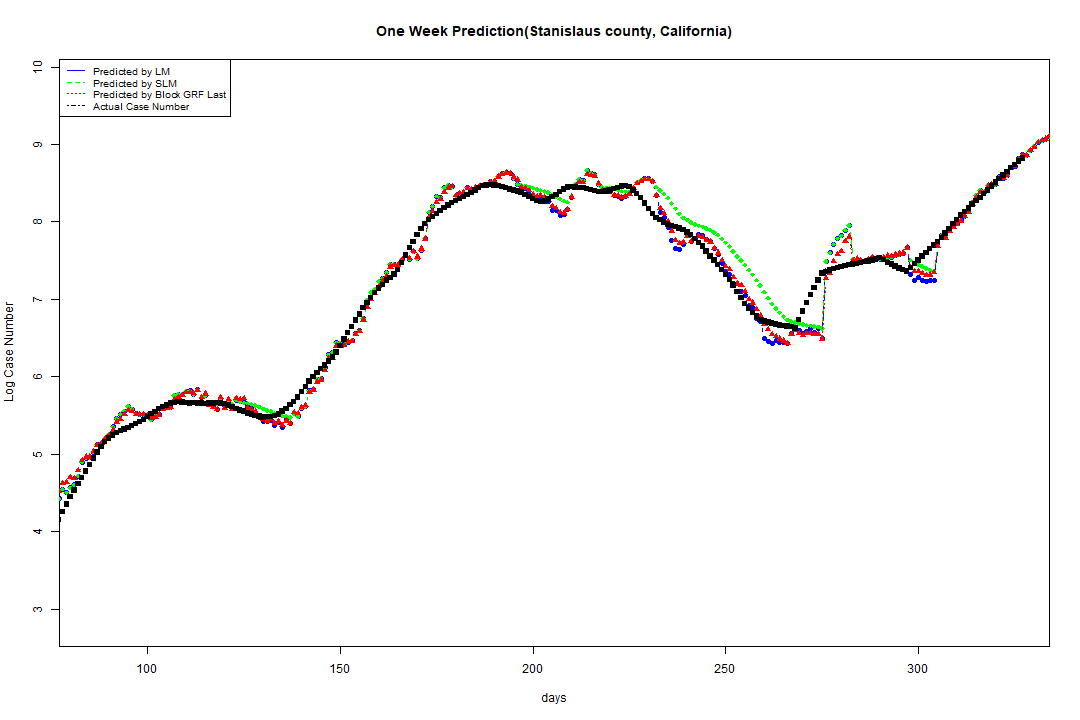 One Week Prediction(Stanislaus county, California)
Predicted by LM
Predicted by SLM
Predicted by Block GRF Last
Actual Case Number
10
9
8
7
6
5
4
3
Log Case Number
100 150 200 250 300
days